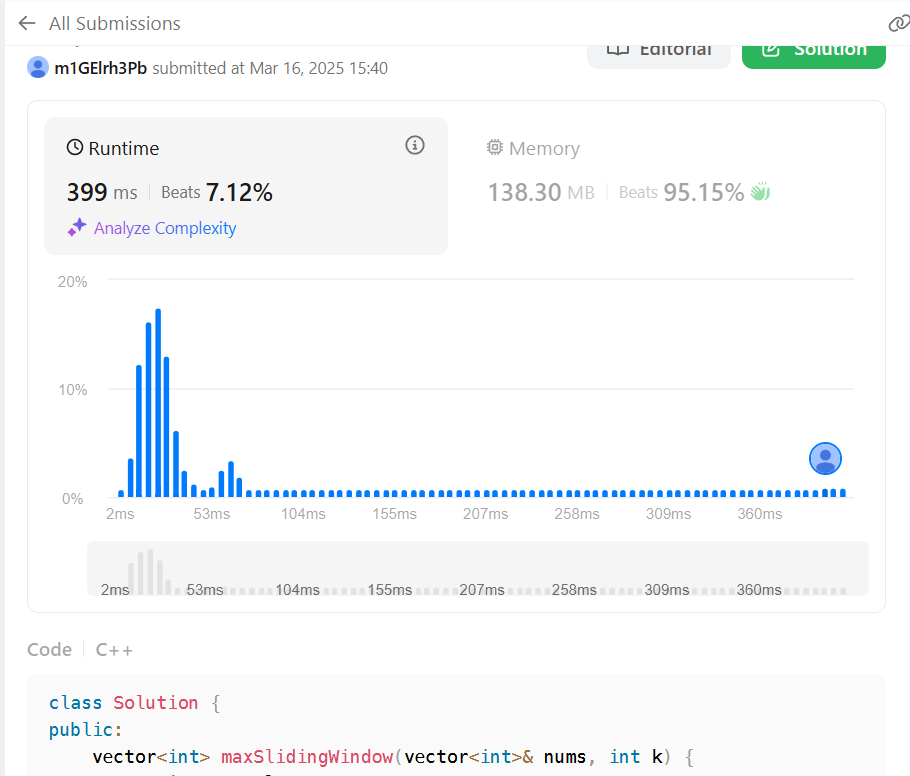 All Submissions
m1GElrh3Pb submitted at Mar 16, 2025 15:40
Editorial
Solution
Runtime
399 ms | Beats 7.12%
Analyze Complexity
Memory
138.30 MB | Beats 95.15%
20%
10%
0%
2ms 53ms 104ms 155ms 207ms 258ms 309ms 360ms
2ms 53ms 104ms 155ms 207ms 258ms 309ms 360ms
Code | C++
class Solution {
public:
    vector<int> maxSlidingWindow(vector<int>& nums, int k) {